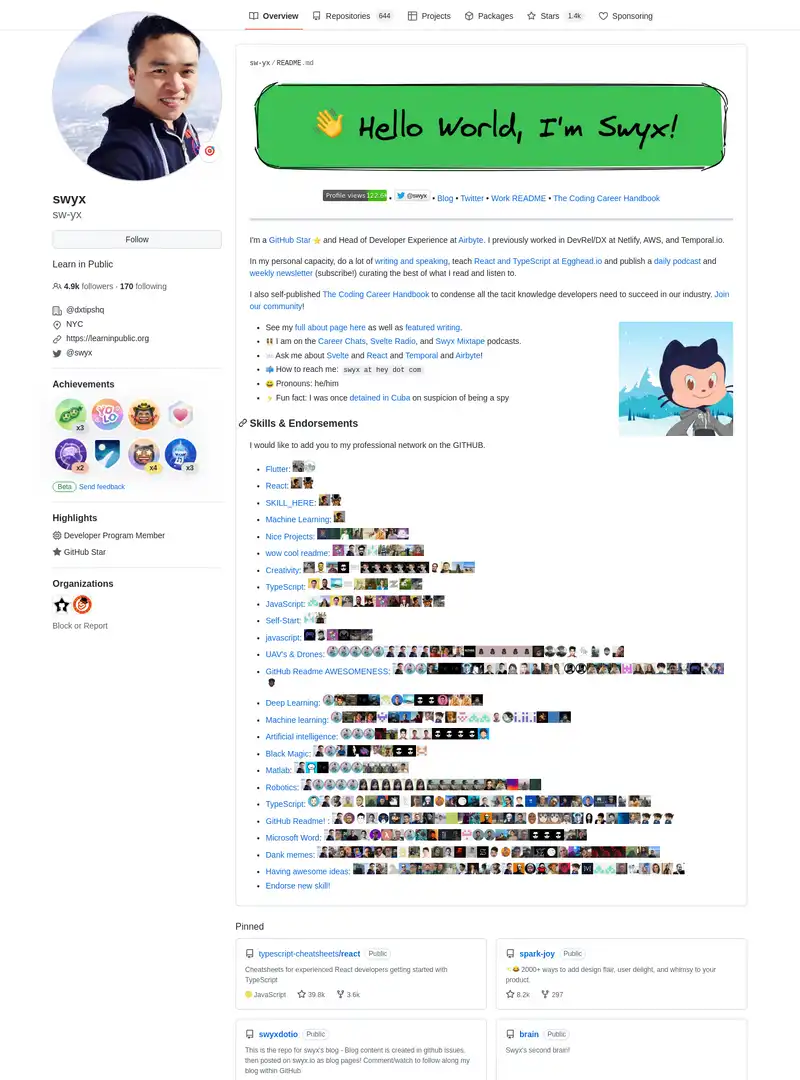 Overview Repositories 644 Projects Packages Stars 1.4k Sponsoring
swyx
sw-yx
Follow
Learn in Public
4.9k followers · 170 following
@dxtipshq
NYC
https://learninpublic.org
@swyx
Achievements
x3
YOLO
x2 x4 x3
Beta Send feedback
Highlights
Developer Program Member
GitHub Star
Organizations
Block or Report
sw-yx / README.md
👋 Hello World, I'm Swyx!
Profile views 122.6k • @swyx • Blog • Twitter • Work README • The Coding Career Handbook
I'm a GitHub Star ⭐ and Head of Developer Experience at Airbyte. I previously worked in DevRel/DX at Netlify, AWS, and Temporal.io.
In my personal capacity, do a lot of writing and speaking, teach React and TypeScript at Egghead.io and publish a daily podcast and
weekly newsletter (subscribe!) curating the best of what I read and listen to.
I also self-published The Coding Career Handbook to condense all the tacit knowledge developers need to succeed in our industry. Join
our community!
• See my full about page here as well as featured writing.
• 👯 I am on the Career Chats, Svelte Radio, and Swyx Mixtape podcasts.
• 💬 Ask me about Svelte and React and Temporal and Airbyte!
• 📫 How to reach me: swyx at hey dot com
• 😄 Pronouns: he/him
• ⚡ Fun fact: I was once detained in Cuba on suspicion of being a spy
Skills & Endorsements
I would like to add you to my professional network on the GITHUB.
• Flutter:
• React:
• SKILL_HERE:
• Machine Learning:
• Nice Projects:
• wow cool readme:
• Creativity:
• TypeScript:
• JavaScript:
• Self-Start:
• javascript:
• UAV's & Drones:
• GitHub Readme AWESOMENESS:
• Deep Learning:
• Machine learning:
• Artificial intelligence:
• Black Magic:
• Matlab:
• Robotics:
• TypeScript:
• GitHub Readme! :
• Microsoft Word:
• Dank memes:
• Having awesome ideas:
• Endorse new skill!
Pinned
typescript-cheatsheets/react Public
Cheatsheets for experienced React developers getting started with
TypeScript
JavaScript 39.8k 3.6k
spark-joy Public
✨😂 2000+ ways to add design flair, user delight, and whimsy to your
product.
8.2k 297
swyxdotio Public
This is the repo for swyx's blog - Blog content is created in github issues,
then posted on swyx.io as blog pages! Comment/watch to follow along my
blog within GitHub
brain Public
Swyx's second brain!!